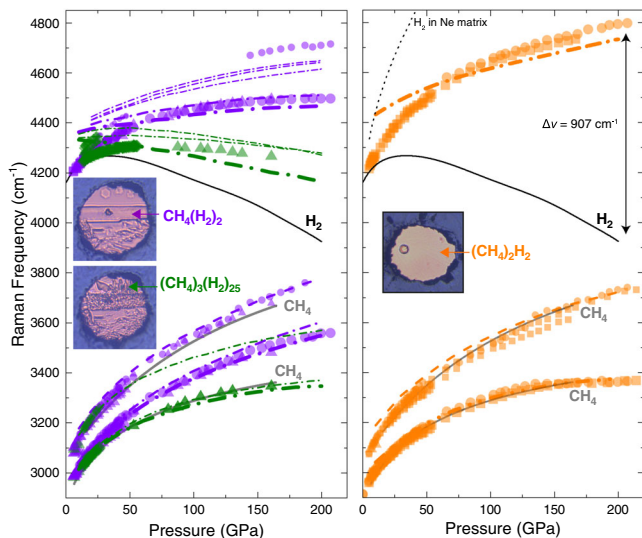 Raman Frequency (cm⁻¹)
4800
4600
4400
4200
4000
3800
3600
3400
3200
3000
CH₄(H₂)₂
(CH₄)₃(H₂)₂₅
H₂
CH₄
CH₄
0
50
100
150
200
Pressure (GPa)
H₂ in Ne matrix
Δν = 907 cm⁻¹
H₂
(CH₄)₂H₂
CH₄
CH₄
0
50
100
150
200
Pressure (GPa)